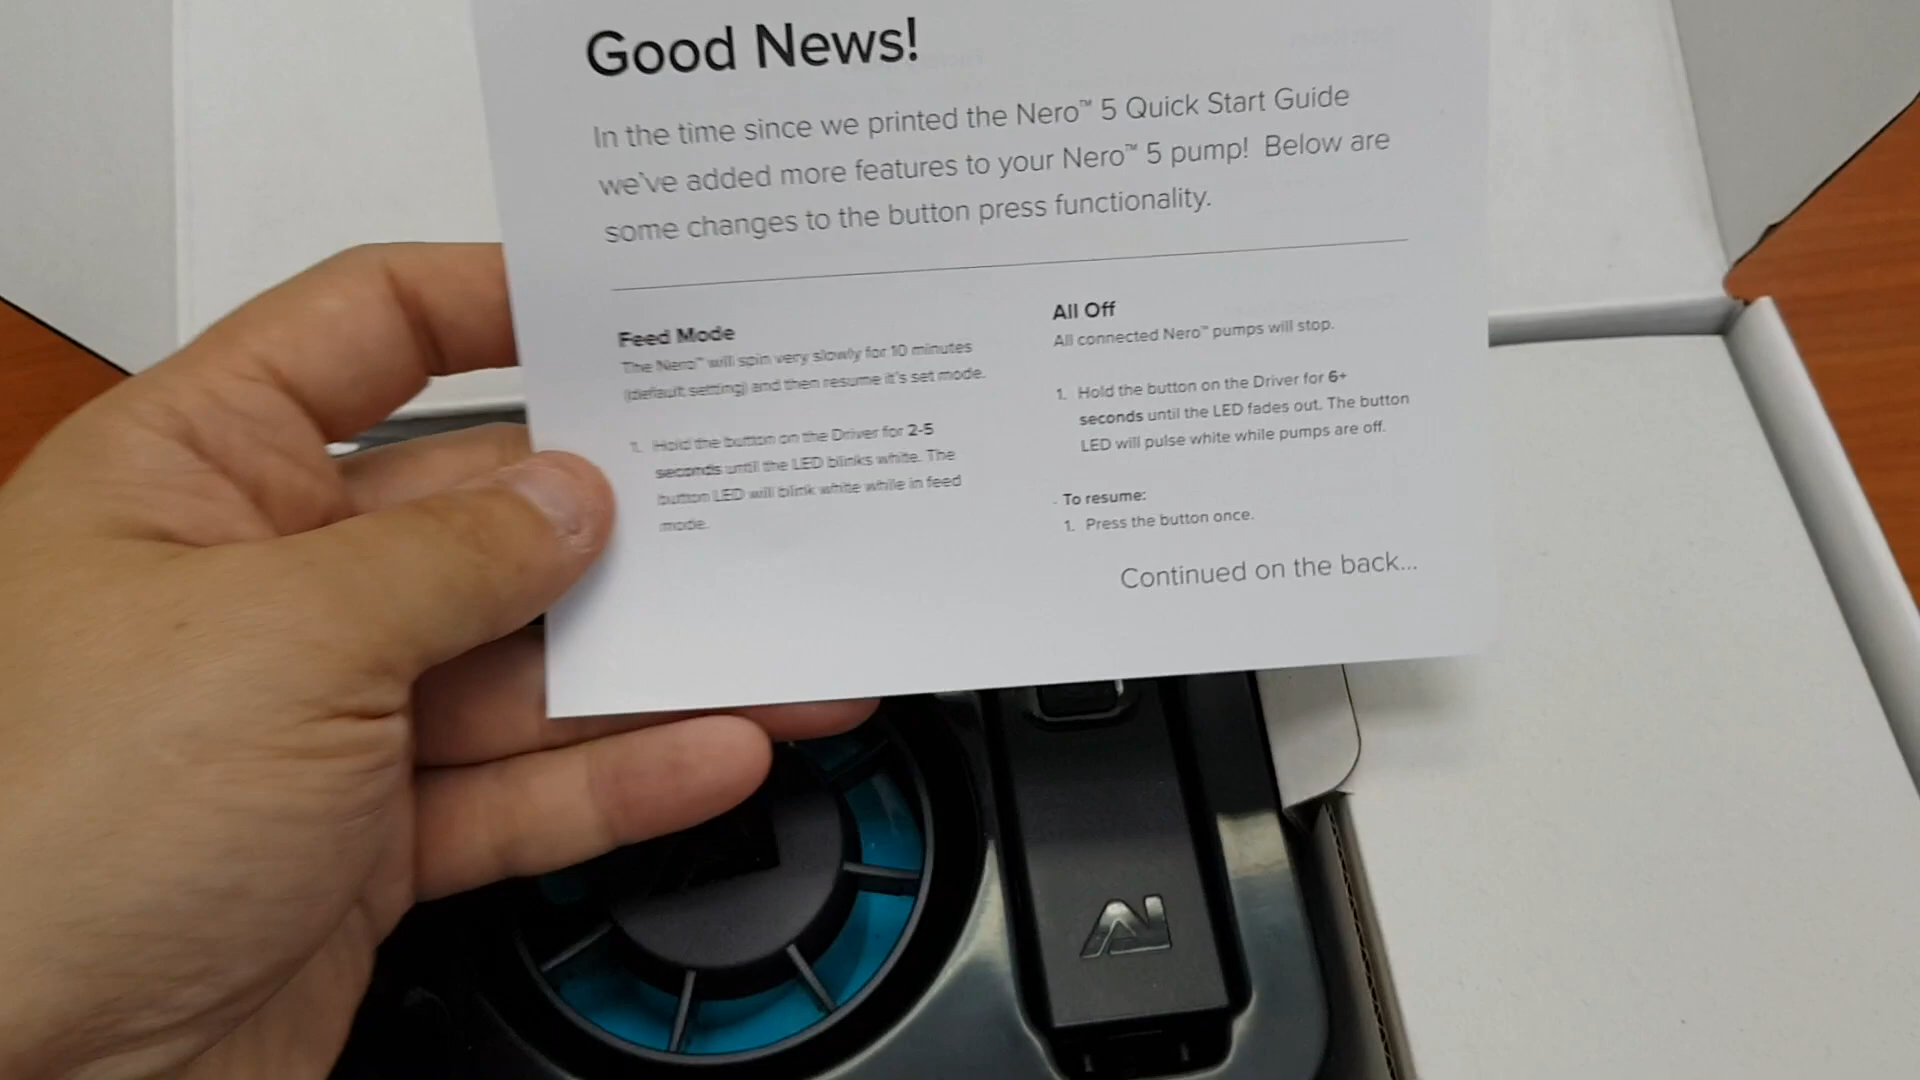 Good News!
In the time since we printed the Nero™ 5 Quick Start Guide
we've added more features to your Nero™ 5 pump! Below are
some changes to the button press functionality.
Feed Mode
The Nero™ will spin very slowly for 10 minutes
(default setting) and then resume it's set mode.
1. Hold the button on the Driver for 2-5
seconds until the LED blinks white. The
button LED will blink white while in feed
mode.
All Off
All connected Nero™ pumps will stop.
1. Hold the button on the Driver for 6+
seconds until the LED fades out. The button
LED will pulse white while pumps are off.
To resume:
1. Press the button once.
Continued on the back...
AI